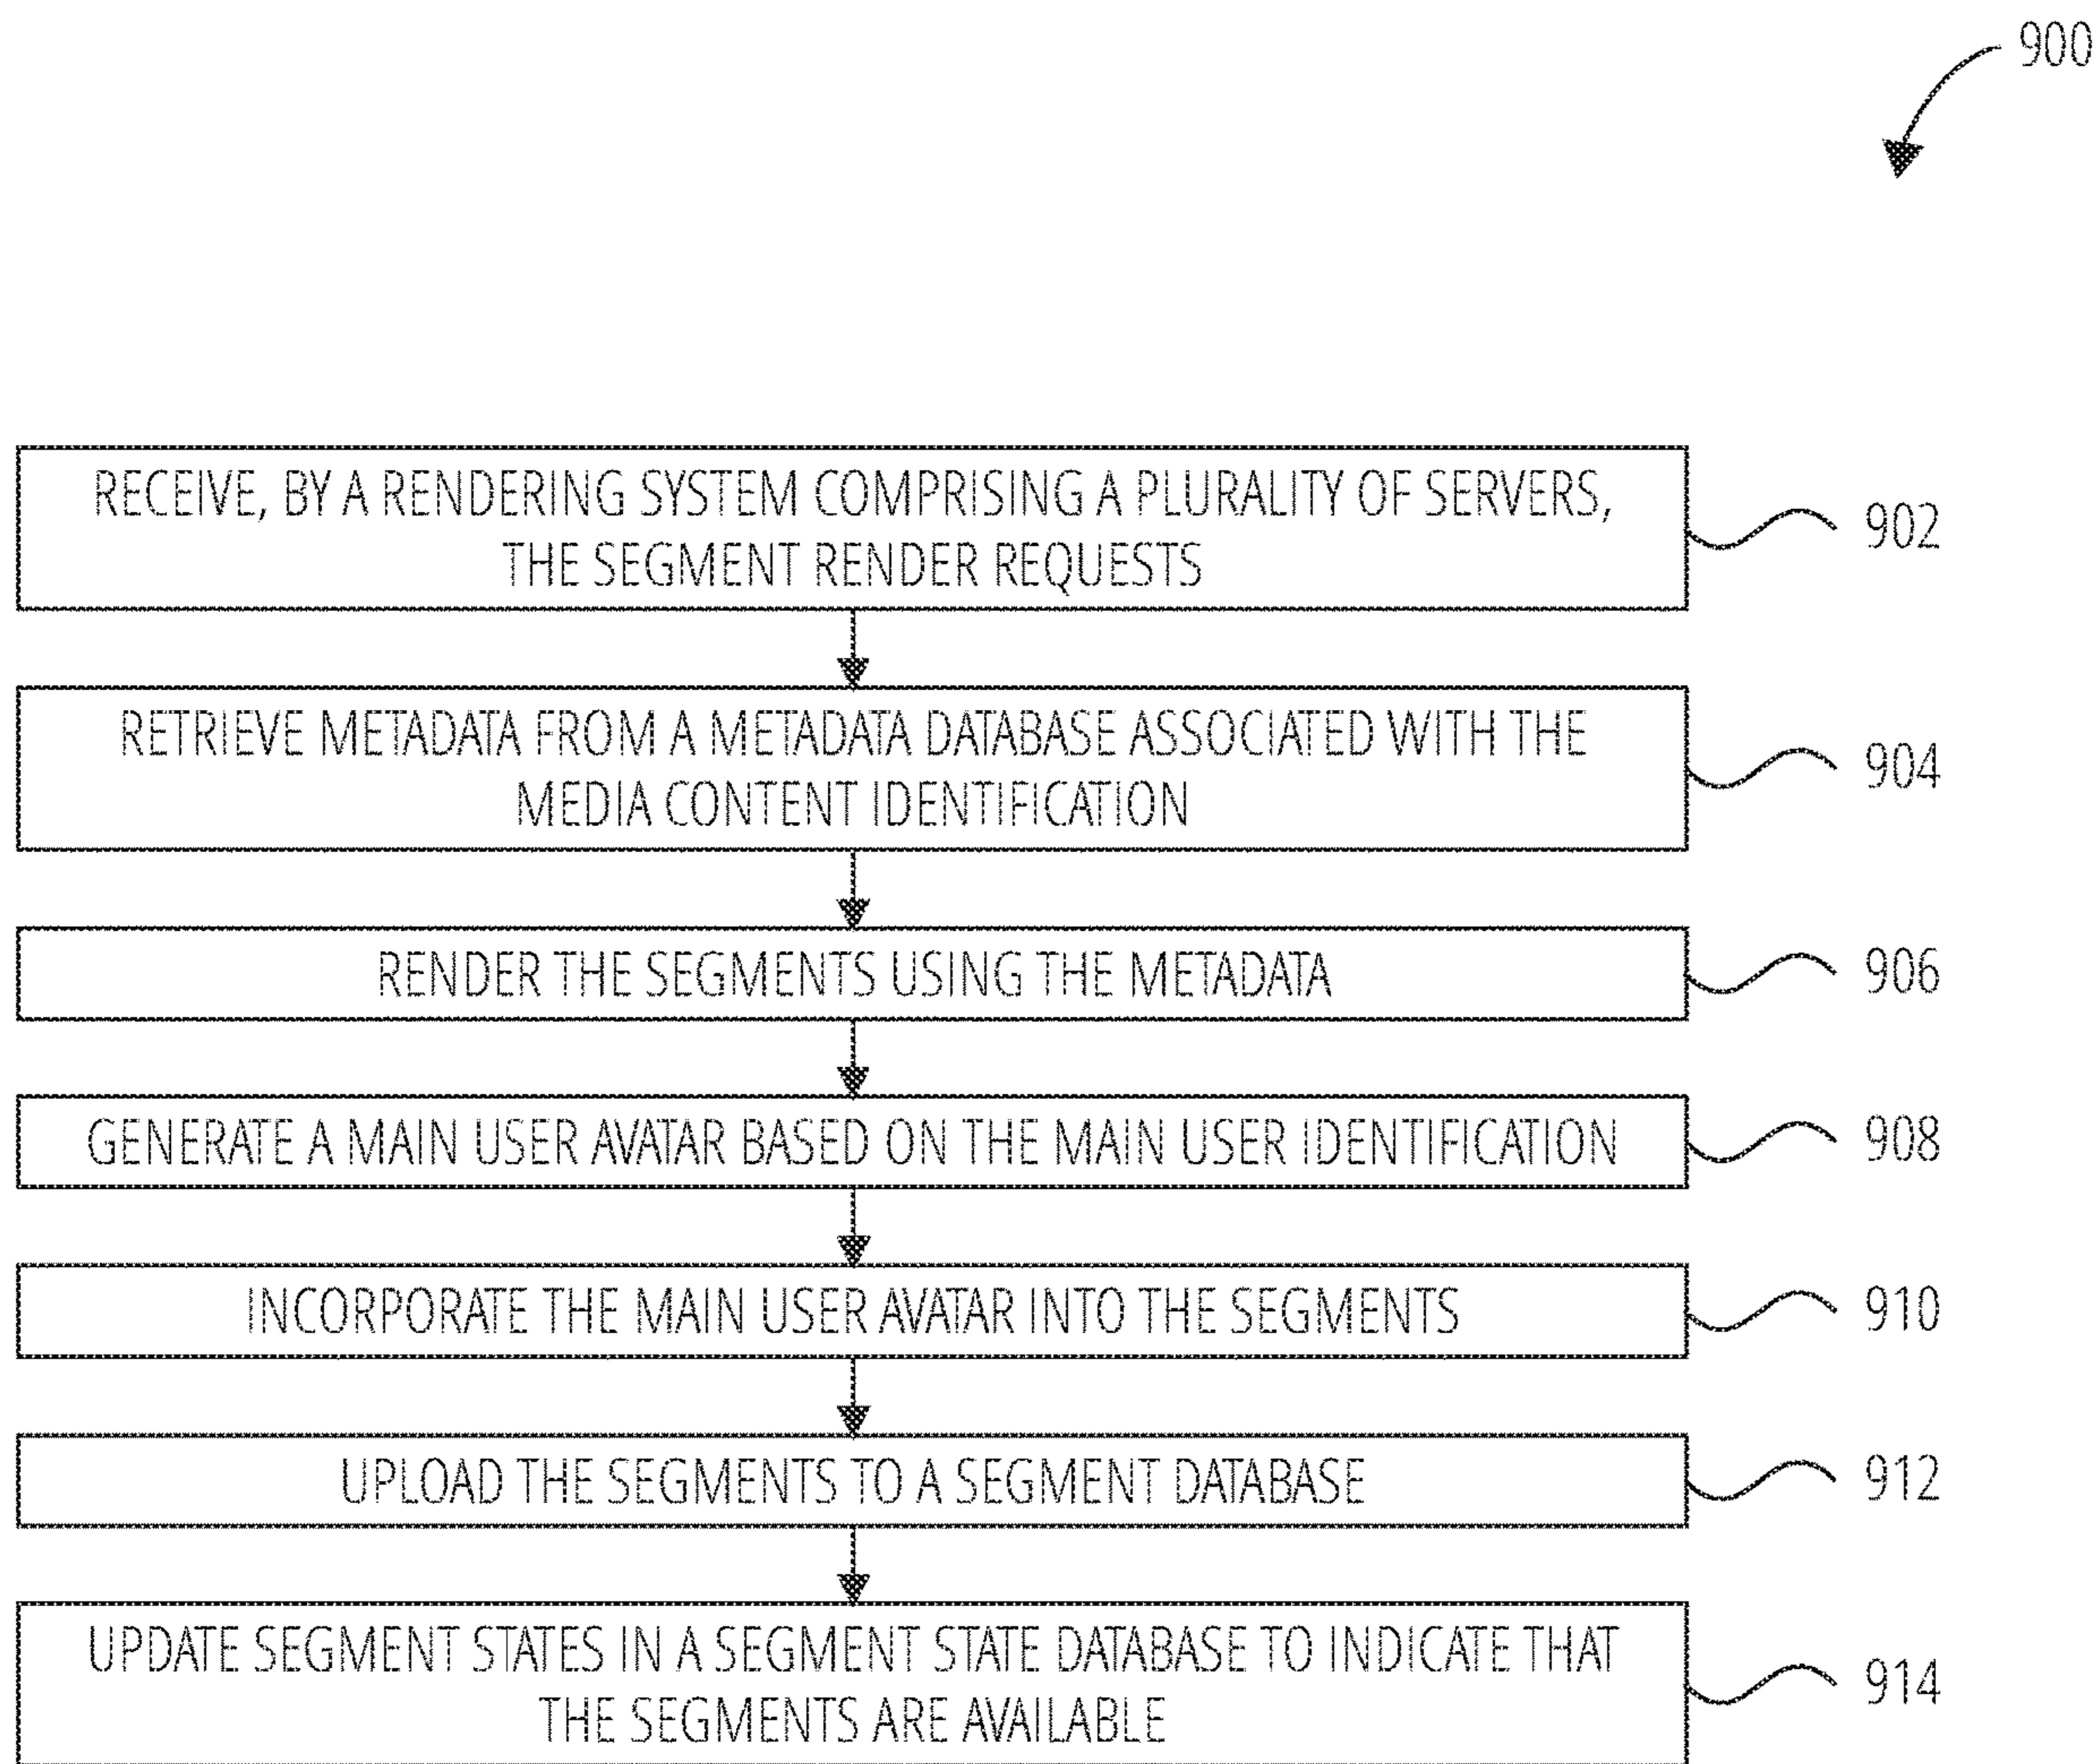 900
RECEIVE, BY A RENDERING SYSTEM COMPRISING A PLURALITY OF SERVERS,
THE SEGMENT RENDER REQUESTS
902
RETRIEVE METADATA FROM A METADATA DATABASE ASSOCIATED WITH THE
MEDIA CONTENT IDENTIFICATION
904
RENDER THE SEGMENTS USING THE METADATA
906
GENERATE A MAIN USER AVATAR BASED ON THE MAIN USER IDENTIFICATION
908
INCORPORATE THE MAIN USER AVATAR INTO THE SEGMENTS
910
UPLOAD THE SEGMENTS TO A SEGMENT DATABASE
912
UPDATE SEGMENT STATES IN A SEGMENT STATE DATABASE TO INDICATE THAT
THE SEGMENTS ARE AVAILABLE
914